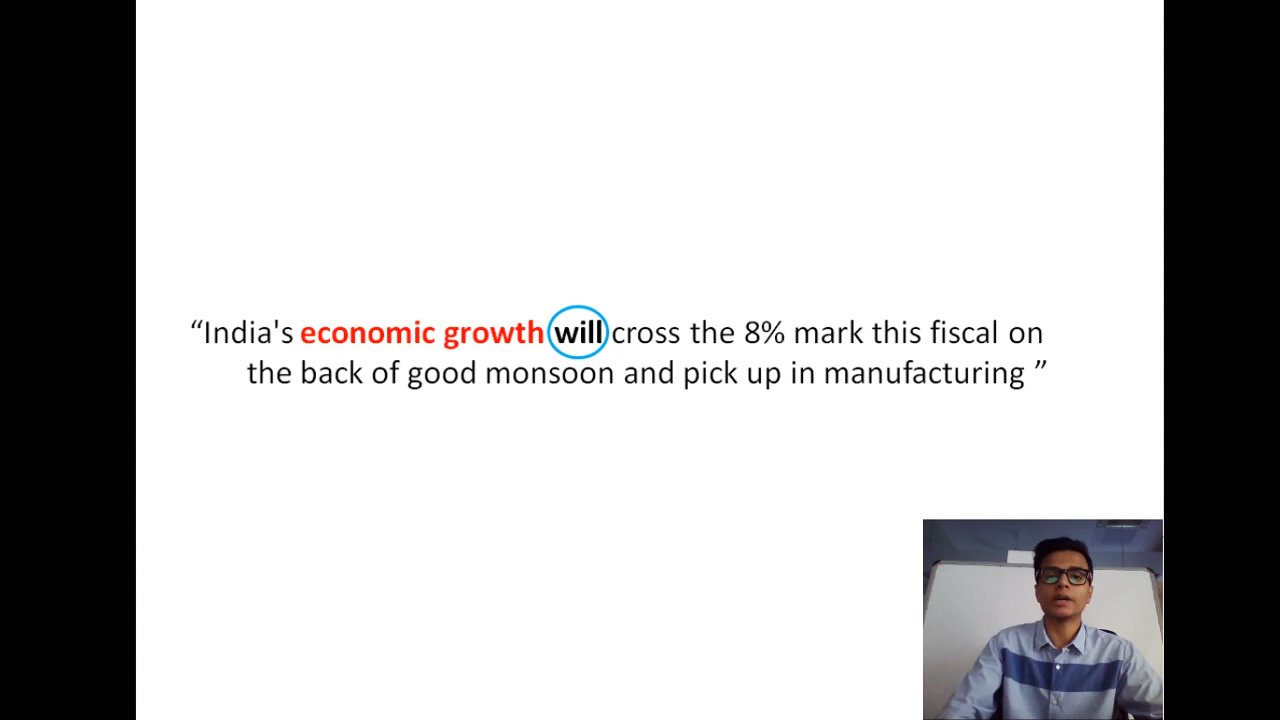 “India's economic growth will cross the 8% mark this fiscal on
the back of good monsoon and pick up in manufacturing ”